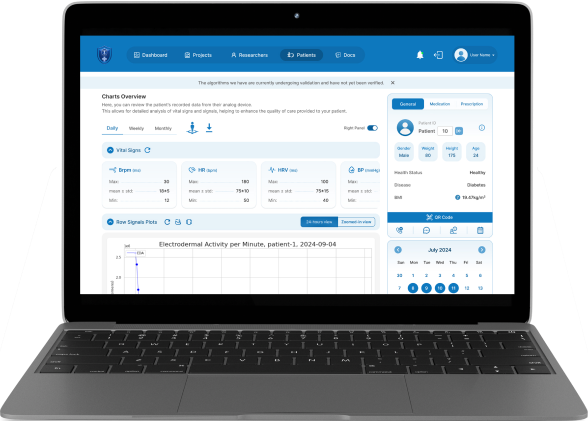 Dashboard Projects Researchers Patients Docs User Name
The algorithms we have are currently undergoing validation and have not yet been verified. ×
Charts Overview
Here, you can review the patient's recorded data from their analog device.
This allows for detailed analysis of vital signs and signals, helping to enhance the quality of care provided to your patient.
Daily Weekly Monthly Right Panel
Vital Signs
Brpm (min) HR (bpm) HRV (ms) BP (mmHg)
Max: 30 Max: 180 Max: 100 Max:
mean ± std: 18±5 mean ± std: 75±10 mean ± std: 75±15 mean ± std:
Min: 12 Min: 50 Min: 40 Min:
Row Signals Plots 24-hours view Zoomed-in view
Electrodermal Activity per Minute, patient-1, 2024-09-04
EDA
2.5
2.0
General Medication Prescription
Patient ID
Patient 10
Gender Weight Height Age
Male 80 175 24
Health Status Healthy
Disease Diabetes
BMI 19.47kg/m²
QR Code
July 2024
Sun Mon Tue Wed Thu Fri Sat
30 1 2 3 4 5 6
7 8 9 10 11 12 13